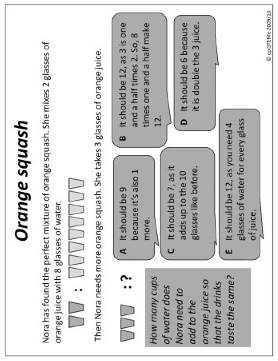 Orange squash
Nora has found the perfect mixture of orange squash. She mixes 2 glasses of
orange juice with 8 glasses of water.
:
Then Nora needs more orange squash. She takes 3 glasses of orange juice.
: ?
How many cups
of water does
Nora need to
add to the
orange juice so
that the drinks
taste the same?
A It should be 9
because it's also 1
more.
B It should be 12, as 3 is one
and a half times 2. So, 8
times one and a half make
12.
C It should be 7, as it
adds up to the 10
glasses like before.
D It should be 6 because
it is double the 3 juice.
E It should be 12, as you need 4
glasses of water for every glass
of juice.
© epiSTEMe 2009/10